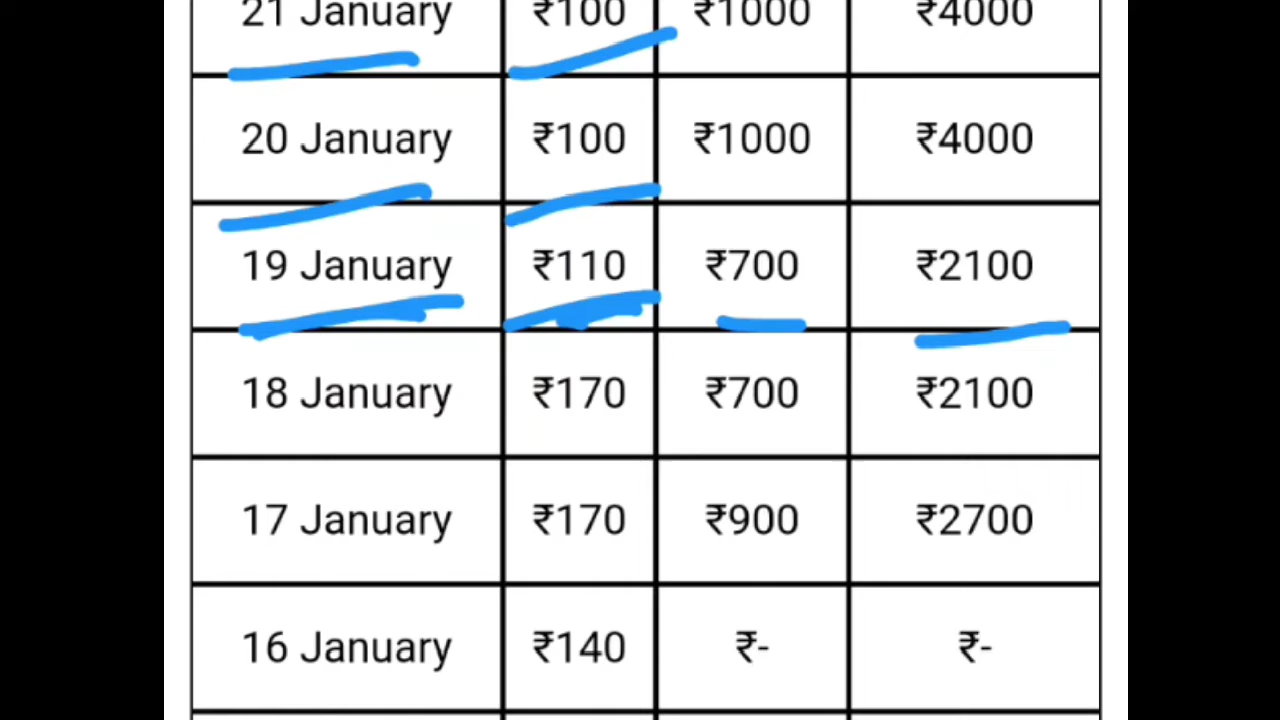 21 January ₹100 ₹1000 ₹4000
20 January ₹100 ₹1000 ₹4000
19 January ₹110 ₹700 ₹2100
18 January ₹170 ₹700 ₹2100
17 January ₹170 ₹900 ₹2700
16 January ₹140 ₹- ₹-